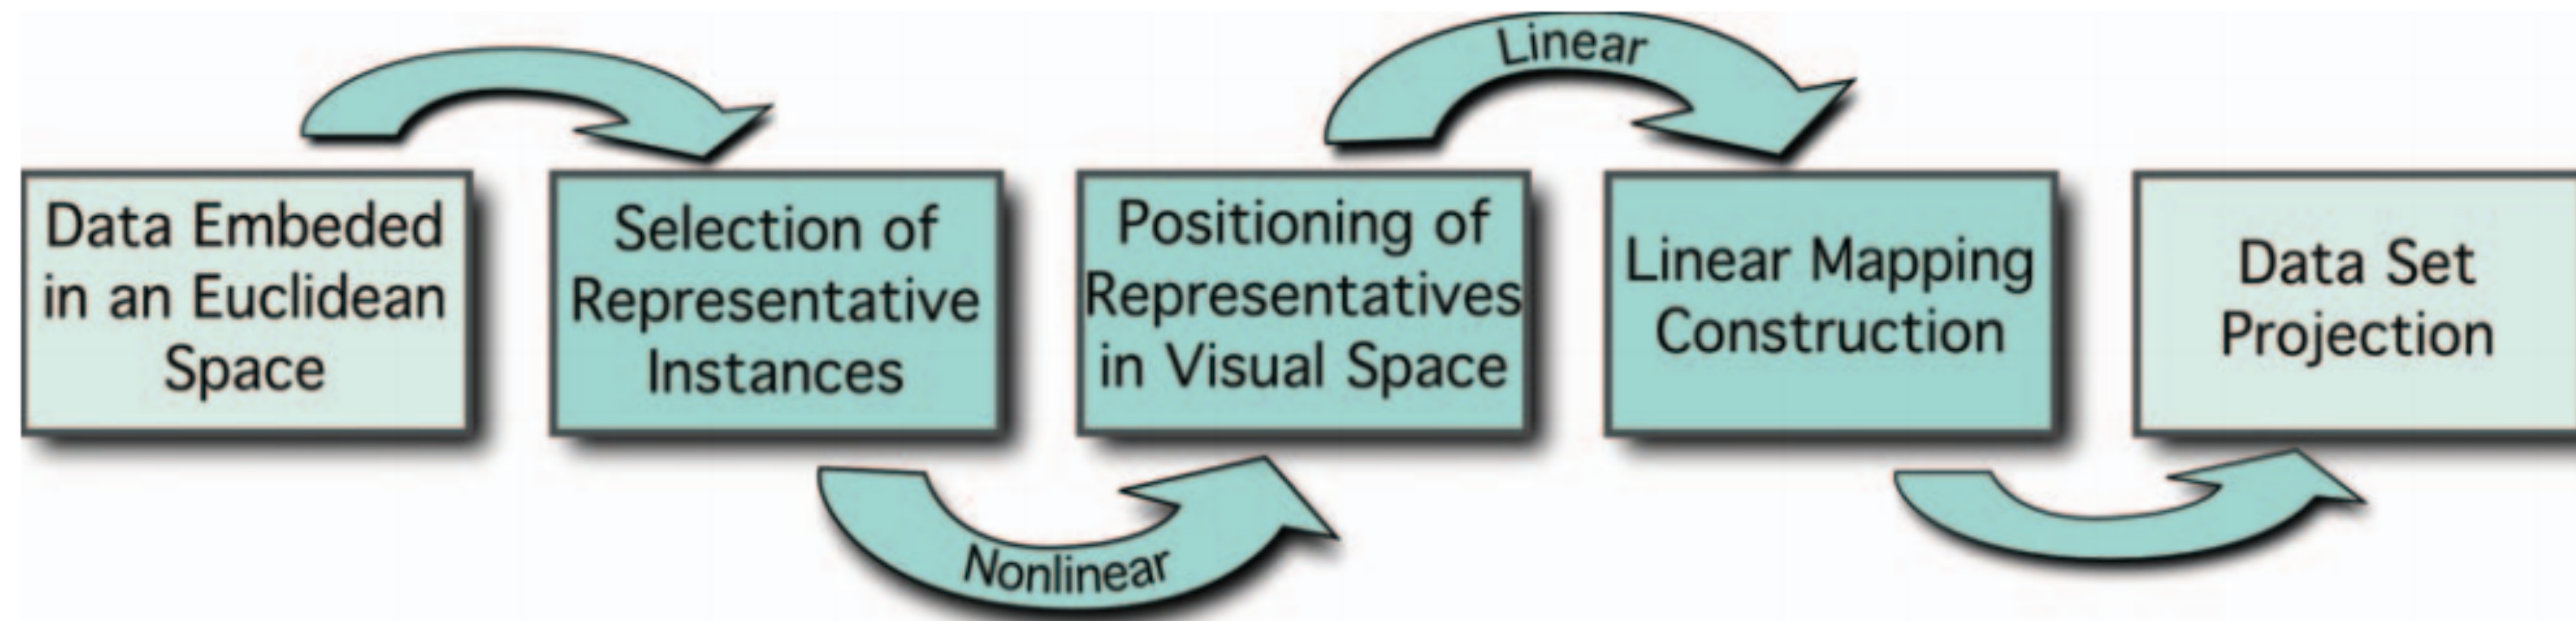 Linear
Data Embeded
in an Euclidean
Space
Selection of
Representative
Instances
Positioning of
Representatives
in Visual Space
Linear Mapping
Construction
Data Set
Projection
Nonlinear